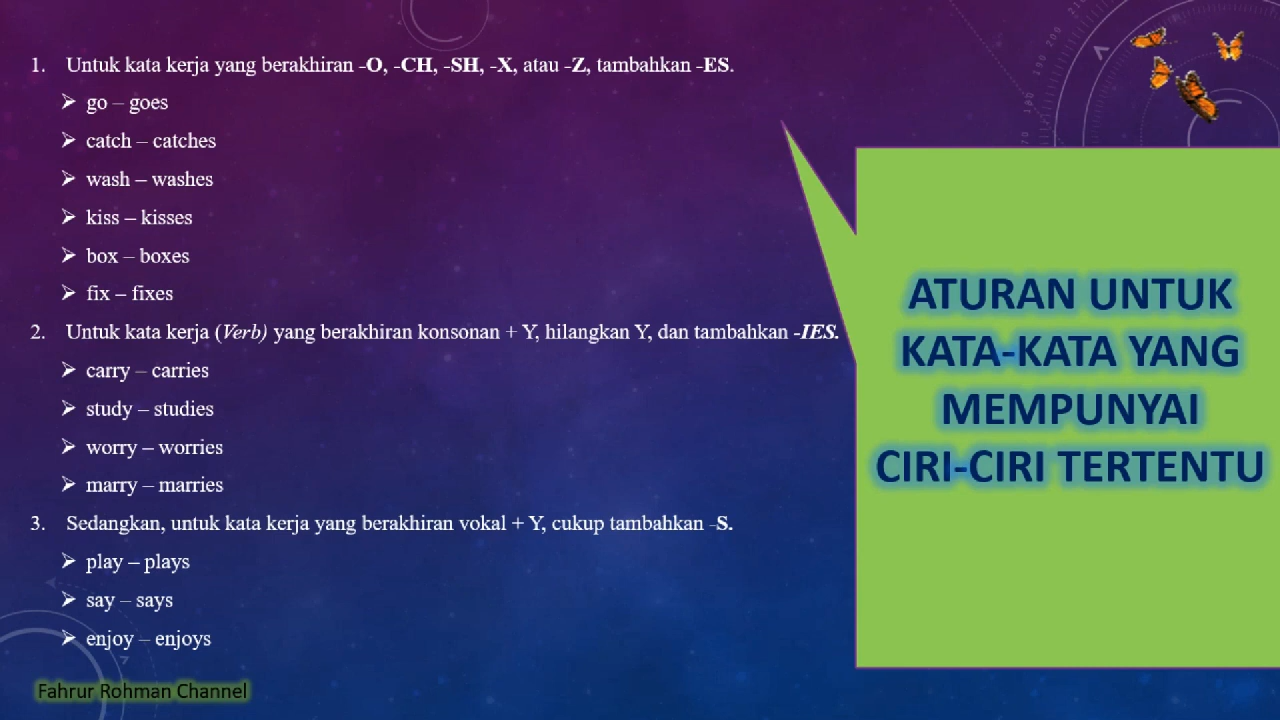 1. Untuk kata kerja yang berakhiran -O, -CH, -SH, -X, atau -Z, tambahkan -ES.
➢ go – goes
➢ catch – catches
➢ wash – washes
➢ kiss – kisses
➢ box – boxes
➢ fix – fixes
2. Untuk kata kerja (Verb) yang berakhiran konsonan + Y, hilangkan Y, dan tambahkan -IES.
➢ carry – carries
➢ study – studies
➢ worry – worries
➢ marry – marries
3. Sedangkan, untuk kata kerja yang berakhiran vokal + Y, cukup tambahkan -S.
➢ play – plays
➢ say – says
➢ enjoy – enjoys
ATURAN UNTUK
KATA-KATA YANG
MEMPUNYAI
CIRI-CIRI TERTENTU
Fahrur Rohman Channel